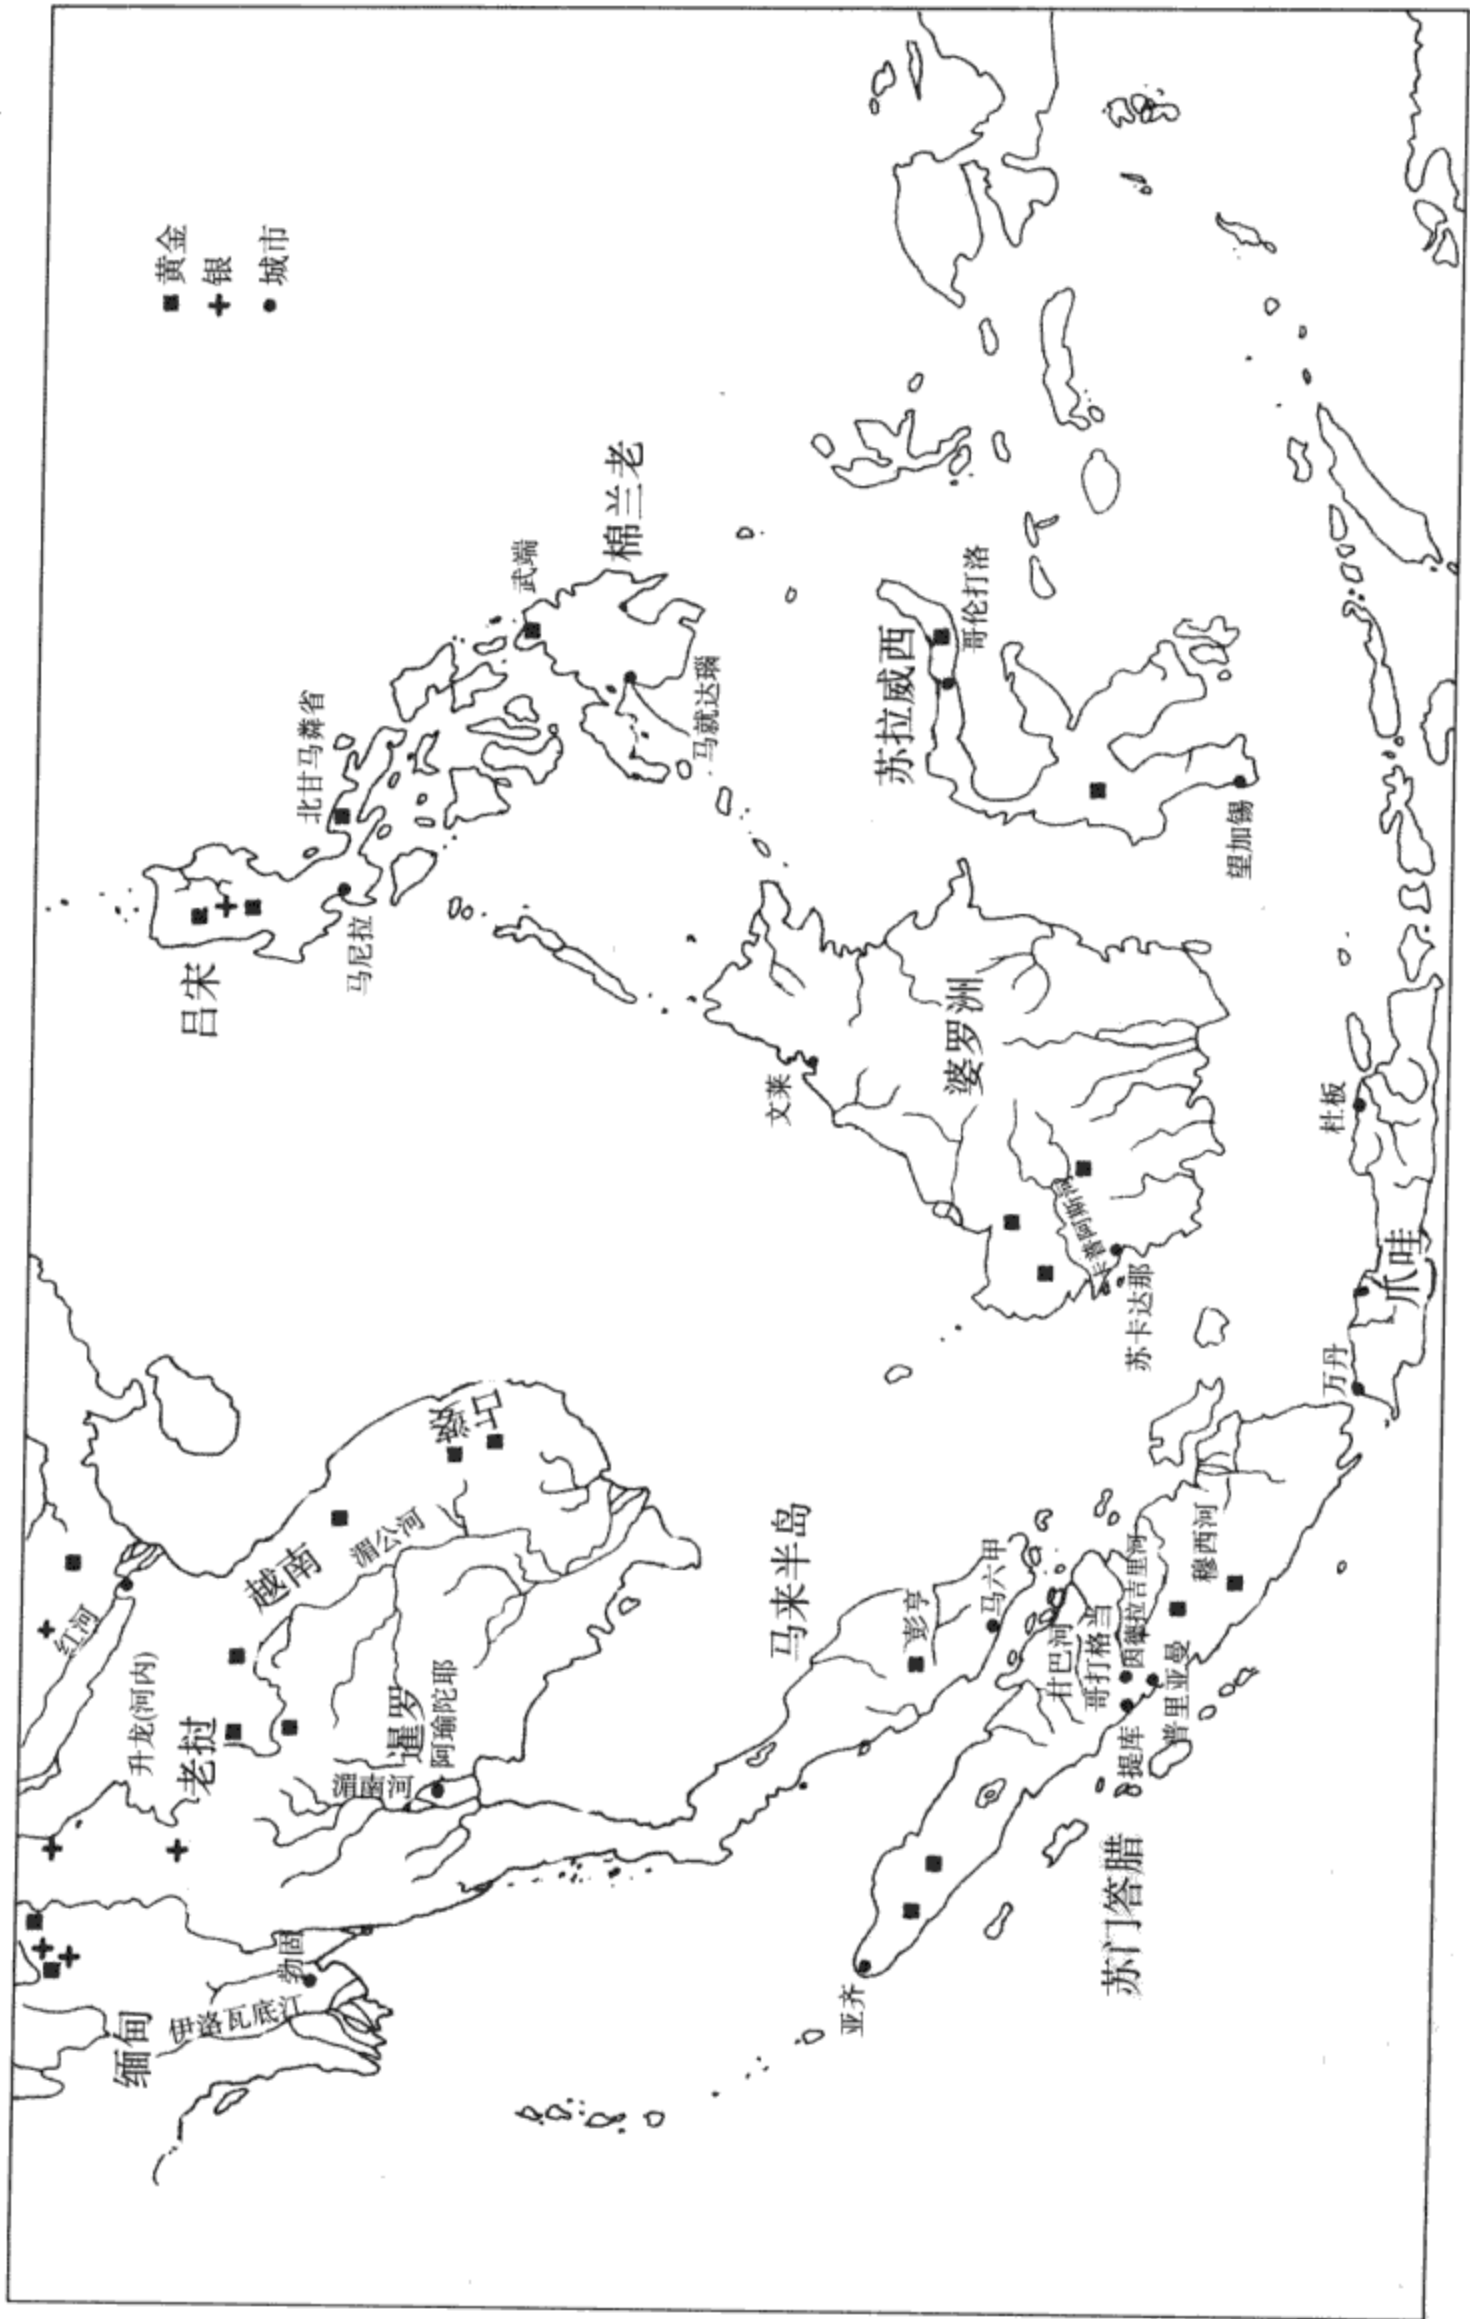 黄金
银
城市
缅甸
伊洛瓦底江
勃固
红河
升龙(河内)
老挝
越南
湄公河
占婆
暹罗
湄南河
阿瑜陀耶
吕宋
马尼拉
北甘马粦省
武端
棉兰老
马就达瑙
马来半岛
彭亨
马六甲
文莱
婆罗洲
卡普阿斯河
苏卡达那
苏拉威西
哥伦打洛
望加锡
亚齐
苏门答腊
甘巴河
哥打格当
因德拉吉里河
提库
普里亚曼
穆西河
万丹
爪哇
杜板